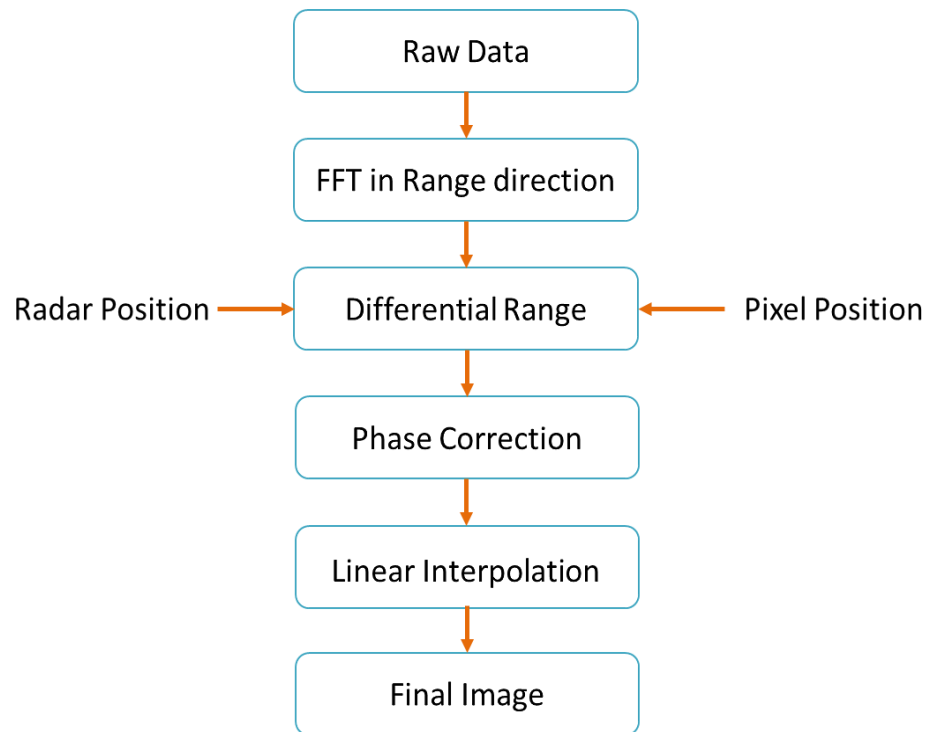 Raw Data
FFT in Range direction
Radar Position
Differential Range
Pixel Position
Phase Correction
Linear Interpolation
Final Image